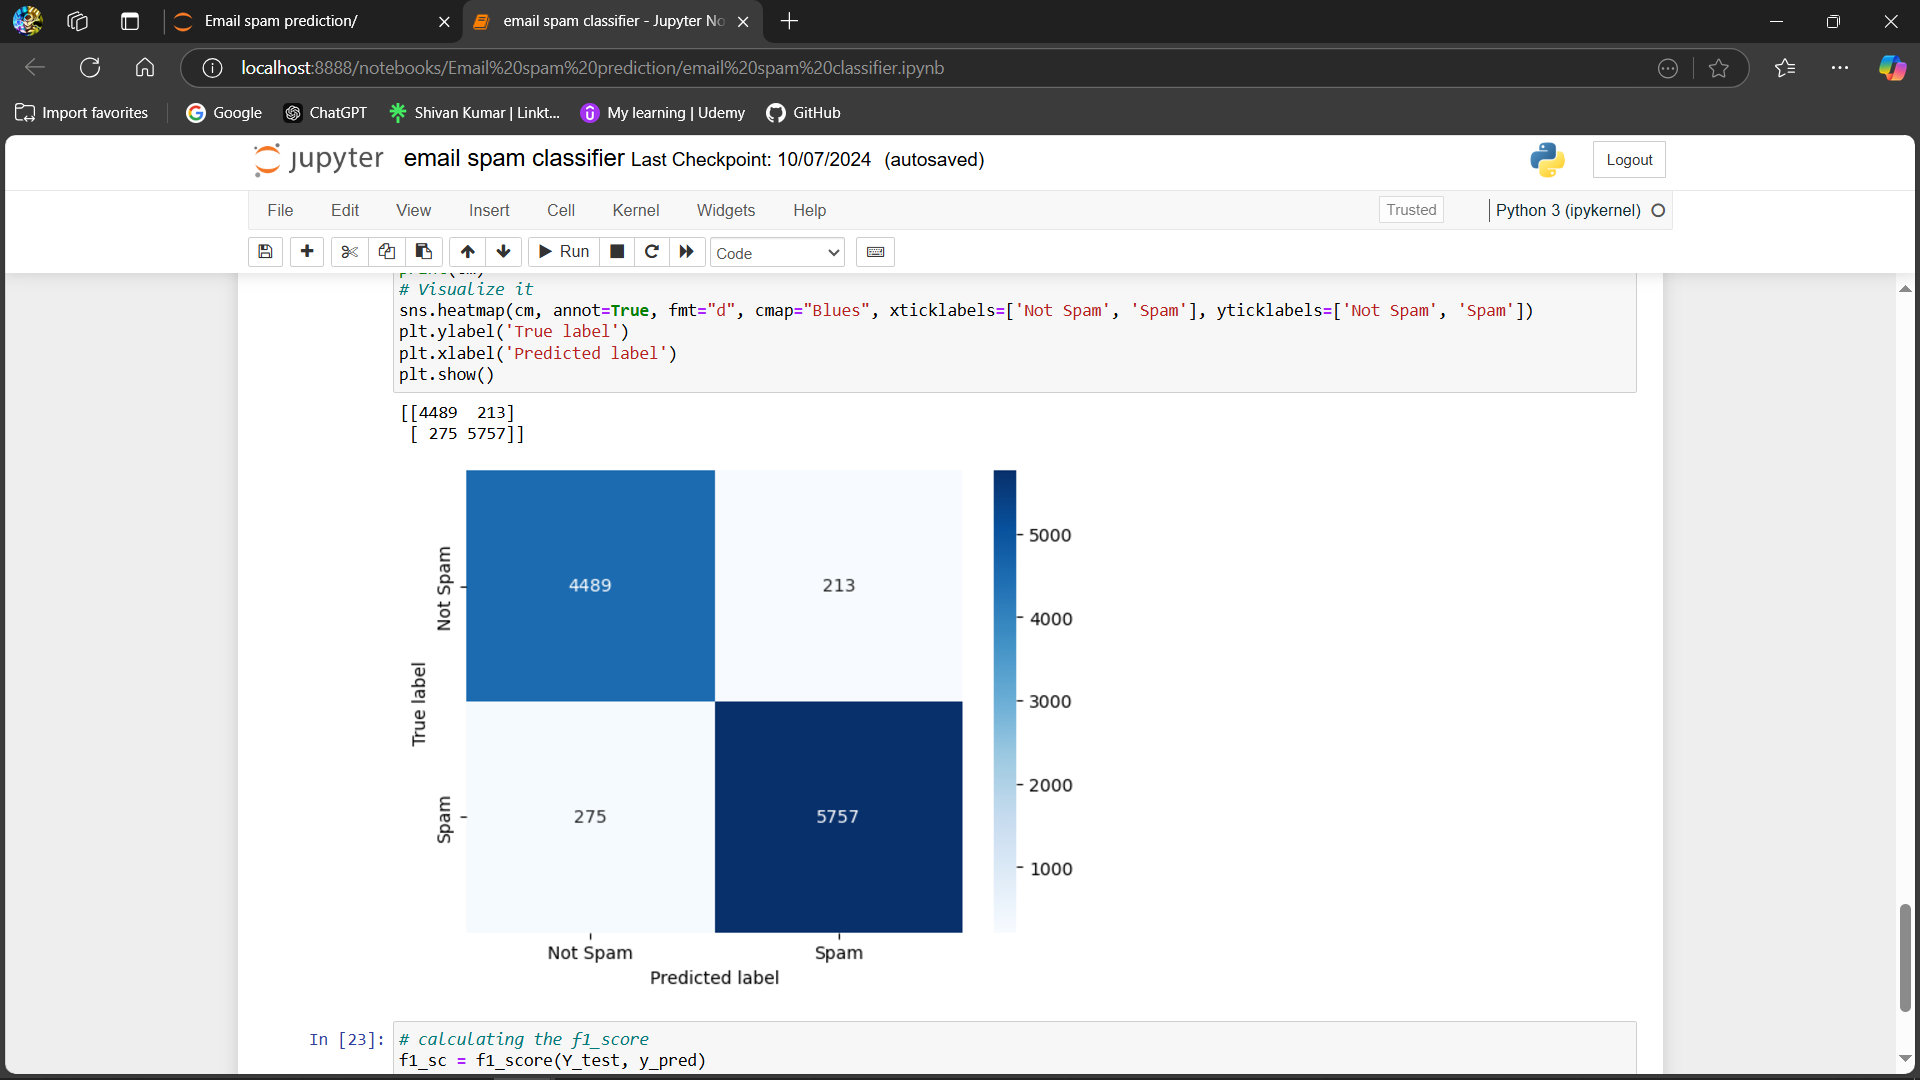 Email spam prediction/
email spam classifier - Jupyter No
localhost:8888/notebooks/Email%20spam%20prediction/email%20spam%20classifier.ipynb
Import favorites
Google
ChatGPT
Shivan Kumar | Linkt...
My learning | Udemy
GitHub
jupyter email spam classifier Last Checkpoint: 10/07/2024 (autosaved)
Logout
File Edit View Insert Cell Kernel Widgets Help
Trusted
Python 3 (ipykernel)
Run
Code
# Visualize it
sns.heatmap(cm, annot=True, fmt="d", cmap="Blues", xticklabels=['Not Spam', 'Spam'], yticklabels=['Not Spam', 'Spam'])
plt.ylabel('True label')
plt.xlabel('Predicted label')
plt.show()
[[4489  213]
 [ 275 5757]]
Not Spam
Spam
True label
4489
213
275
5757
5000
4000
3000
2000
1000
Not Spam
Spam
Predicted label
In [23]:
# calculating the f1_score
f1_sc = f1_score(Y_test, y_pred)